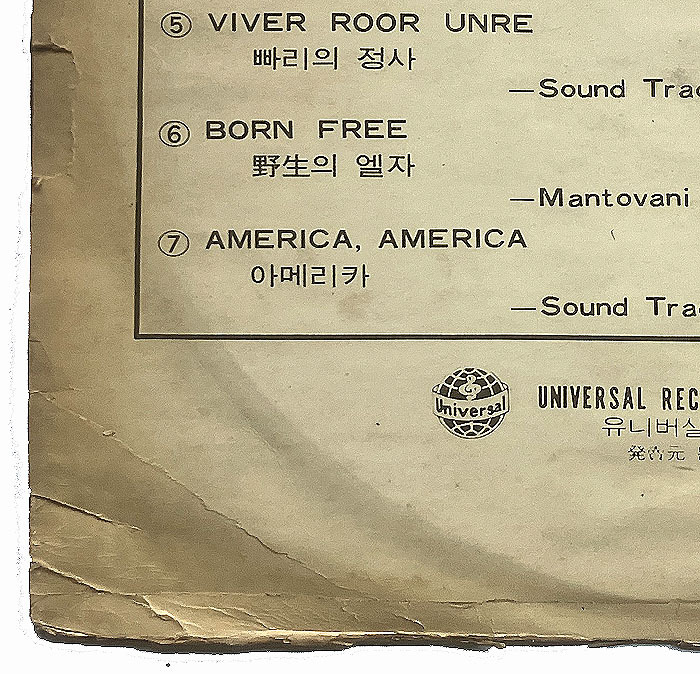 ⑤ VIVER ROOR UNRE
빠리의 정사
—Sound Trac
⑥ BORN FREE
野生의 엘자
—Mantovani
⑦ AMERICA, AMERICA
아메리카
—Sound Trac
Universal
UNIVERSAL REC
유니버살